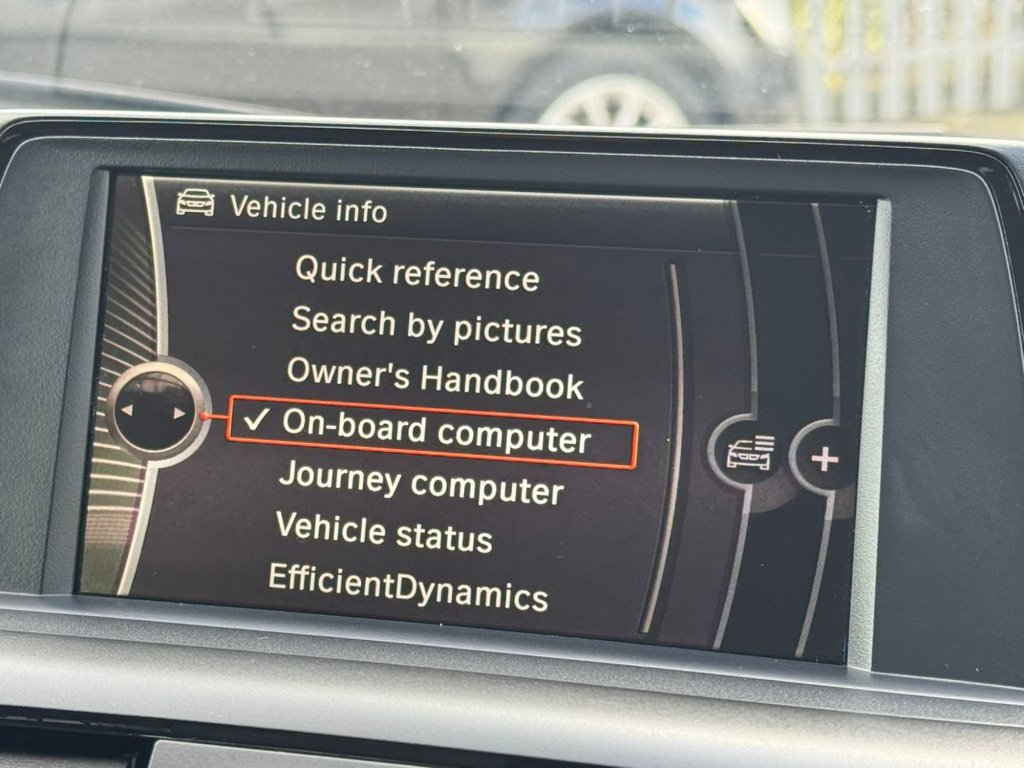 Vehicle info
Quick reference
Search by pictures
Owner's Handbook
✓ On-board computer
Journey computer
Vehicle status
EfficientDynamics